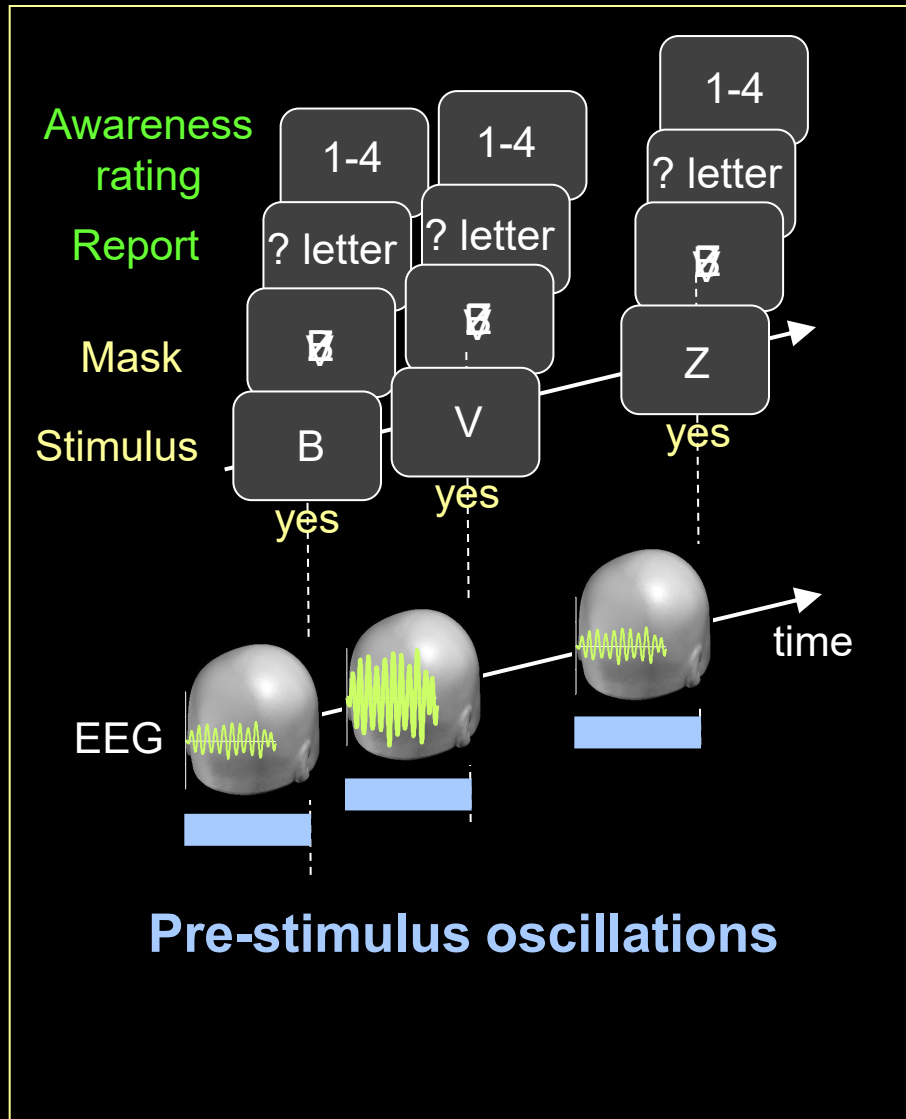 1-4
1-4
1-4
Awareness
rating
? letter
? letter
? letter
Report
Mask
Stimulus
B
V
Z
yes
yes
yes
time
EEG
Pre-stimulus oscillations